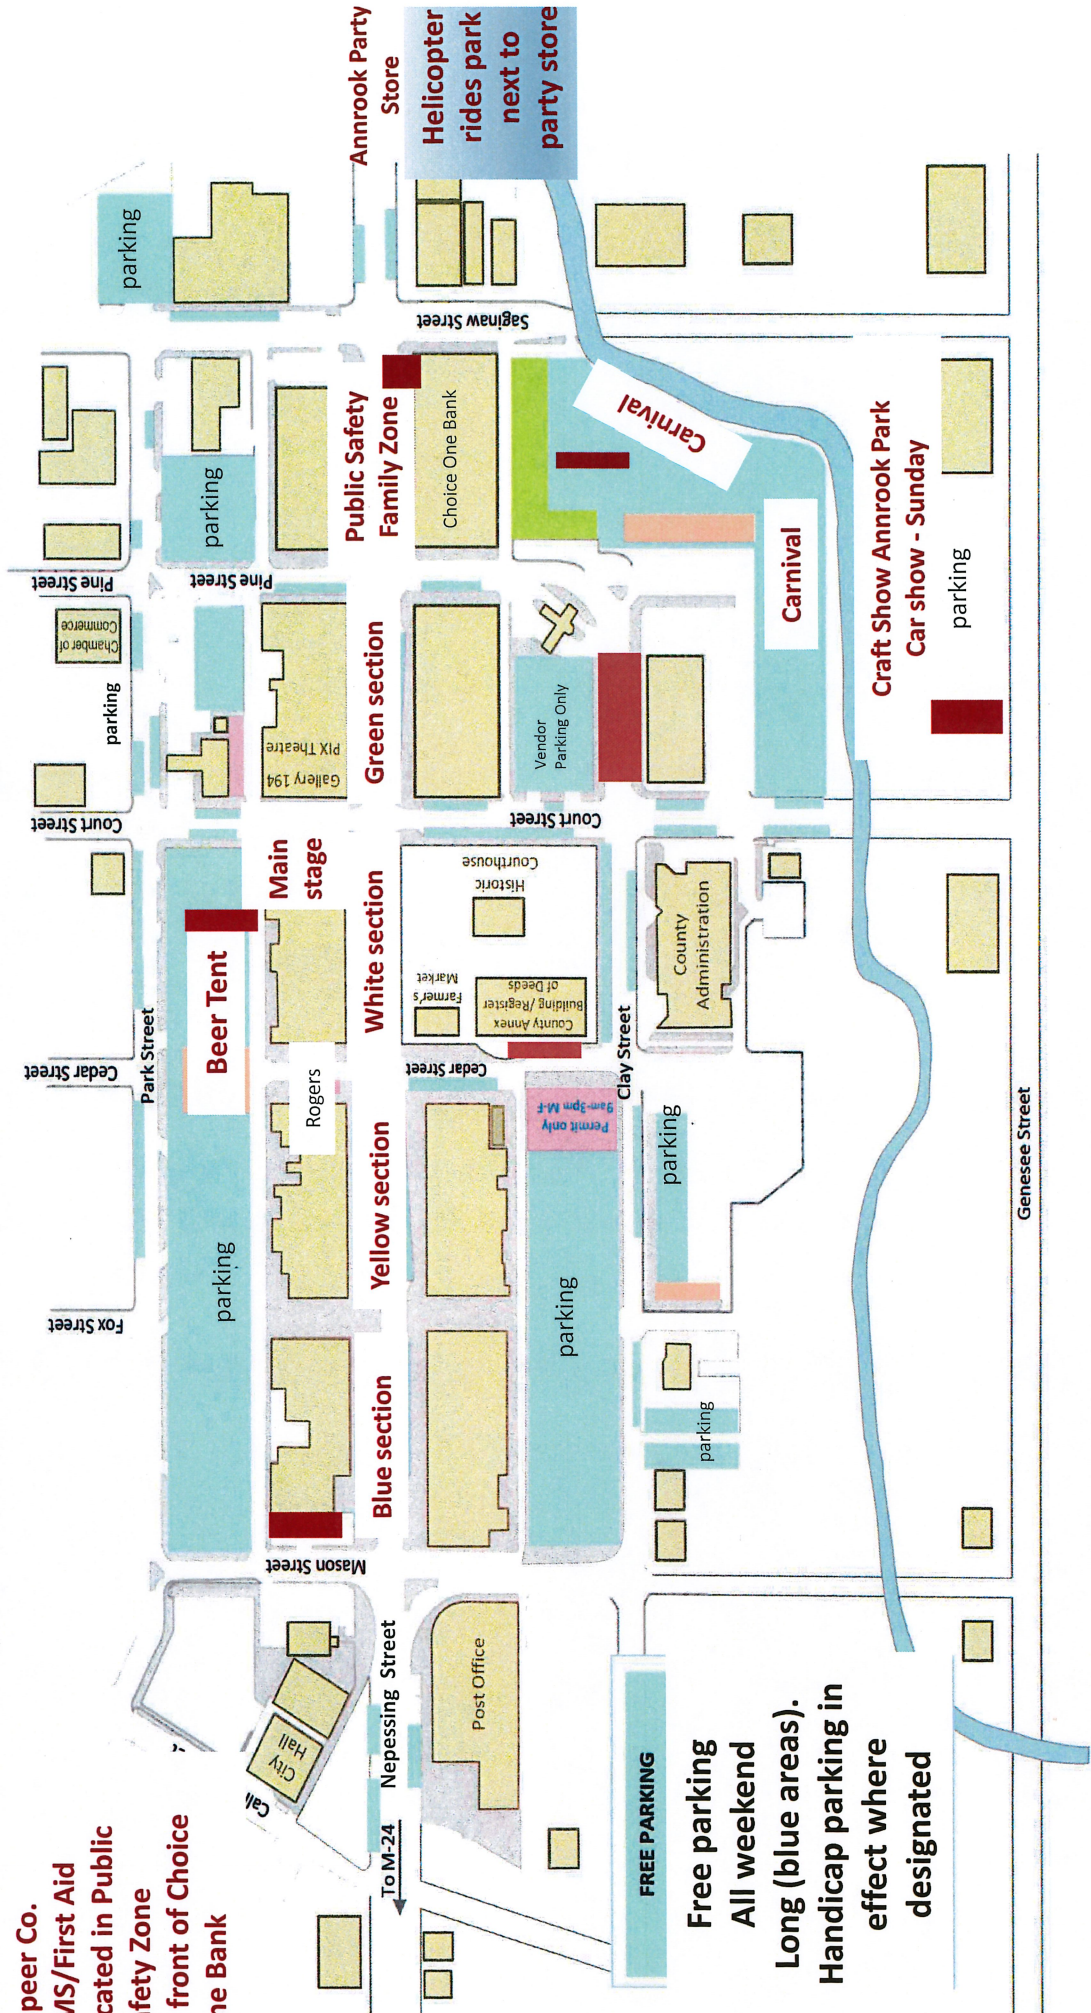 peer Co.
MS/First Aid
cated in Public
fety Zone
front of Choice
ne Bank
To M-24
Nepessing Street
City
Hall
Post Office
FREE PARKING
Free parking
All weekend
Long (blue areas).
Handicap parking in
effect where
designated
Mason Street
Fox Street
Cedar Street
Park Street
parking
Beer Tent
Rogers
Main
stage
Blue section
Yellow section
White section
Green section
Cedar Street
parking
Permit only
9am-3pm M-F
Clay Street
parking
parking
Farmer's
Market
County Annex
Building /Register
of Deeds
Historic
Courthouse
County
Administration
Court Street
Court Street
parking
Chamber of
Commerce
Gallery 194
PIX Theatre
Vendor
Parking Only
Pine Street
Pine Street
parking
Public Safety
Family Zone
Choice One Bank
Carnival
Carnival
Craft Show Annrook Park
Car show - Sunday
parking
Saginaw Street
parking
Annrook Party
Store
Helicopter
rides park
next to
party store
Genesee Street